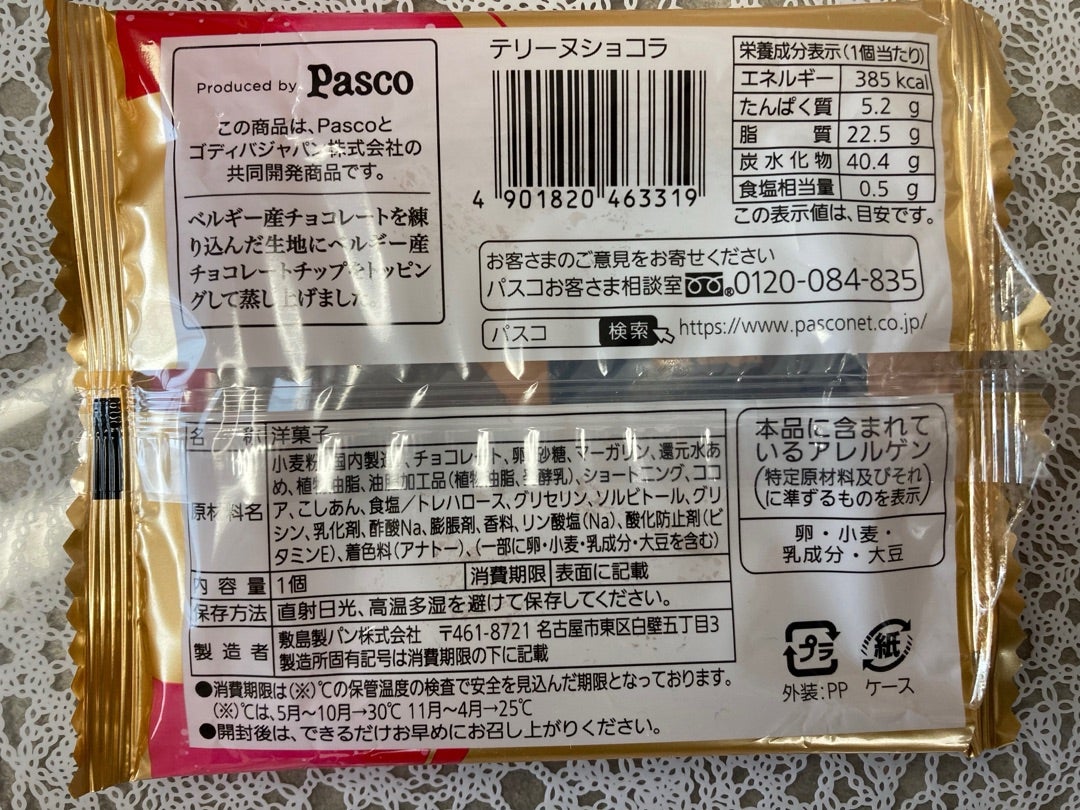 Produced by Pasco
この商品は、Pascoと
ゴディバジャパン株式会社の
共同開発商品です。
ベルギー産チョコレートを練
り込んだ生地にベルギー産
チョコレートチップをトッピン
グして蒸し上げました。
テリーヌショコラ
4 901820 463319
栄養成分表示(1個当たり)
エネルギー 385 kcal
たんぱく質 5.2 g
脂質 22.5 g
炭水化物 40.4 g
食塩相当量 0.5 g
この表示値は、目安です。
お客さまのご意見をお寄せください
パスコお客さま相談室 0120-084-835
パスコ 検索 https://www.pasconet.co.jp/
名称 洋菓子
原材料名 小麦粉(国内製造)、チョコレート、卵、砂糖、マーガリン、還元水あ
め、植物油脂、油脂加工品(植物油脂、発酵乳)、ショートニング、ココ
ア、こしあん、食塩/トレハロース、グリセリン、ソルビトール、グリ
シン、乳化剤、酢酸Na、膨脹剤、香料、リン酸塩(Na)、酸化防止剤(ビ
タミンE)、着色料(アナトー)、(一部に卵・小麦・乳成分・大豆を含む)
内容量 1個 消費期限 表面に記載
保存方法 直射日光、高温多湿を避けて保存してください。
製造者 敷島製パン株式会社 〒461-8721 名古屋市東区白壁五丁目3
製造所固有記号は消費期限の下に記載
●消費期限は(※)℃の保管温度の検査で安全を見込んだ期限となっております。
(※)℃は、5月〜10月→30℃ 11月〜4月→25℃
●開封後は、できるだけお早めにお召し上がりください。
本品に含まれて
いるアレルゲン
(特定原材料及びそれ
に準ずるものを表示)
卵・小麦・
乳成分・大豆
プラ 紙
外装:PP ケース